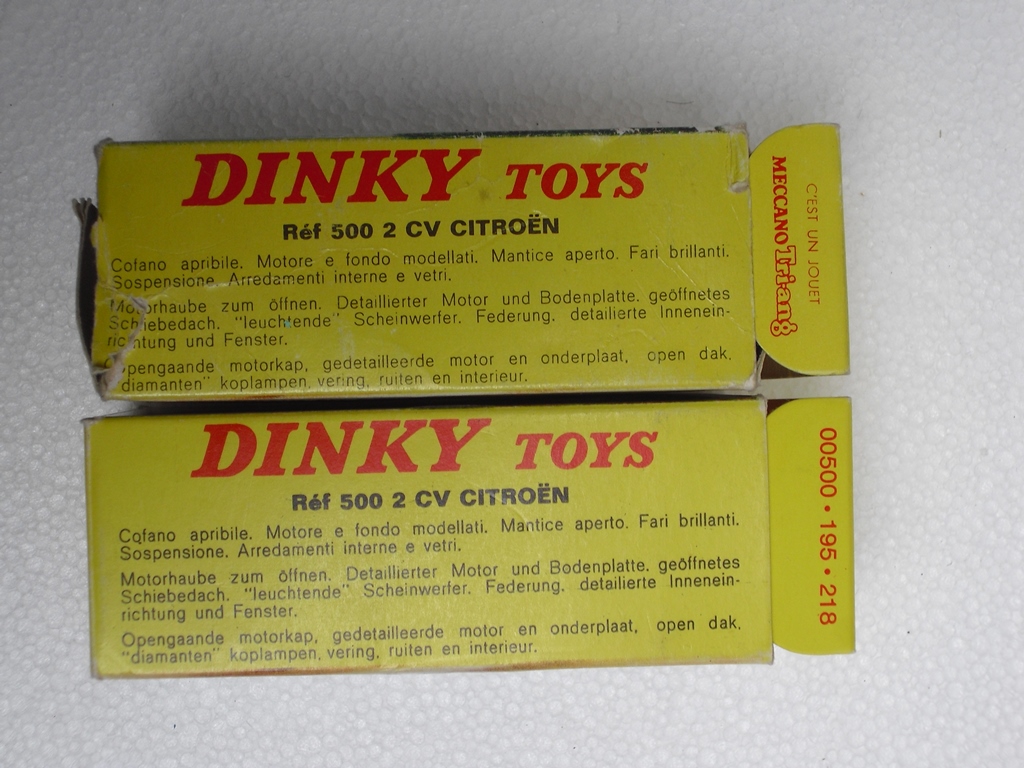 DINKY TOYS
Réf 500 2 CV CITROËN
Cofano apribile. Motore e fondo modellati. Mantice aperto. Fari brillanti.
Sospensione. Arredamenti interne e vetri.
Motorhaube zum öffnen. Detaillierter Motor und Bodenplatte. geöffnetes
Schiebedach. "leuchtende" Scheinwerfer. Federung. detailierte Innenein-
richtung und Fenster.
Opengaande motorkap, gedetailleerde motor en onderplaat, open dak.
"diamanten" koplampen, vering, ruiten en interieur.
C'EST UN JOUET
MECCANO Tri-ang
DINKY TOYS
Réf 500 2 CV CITROËN
Cofano apribile. Motore e fondo modellati. Mantice aperto. Fari brillanti.
Sospensione. Arredamenti interne e vetri.
Motorhaube zum öffnen. Detaillierter Motor und Bodenplatte. geöffnetes
Schiebedach. "leuchtende" Scheinwerfer. Federung. detailierte Innenein-
richtung und Fenster.
Opengaande motorkap, gedetailleerde motor en onderplaat, open dak.
"diamanten" koplampen, vering, ruiten en interieur.
00500 • 195 • 218